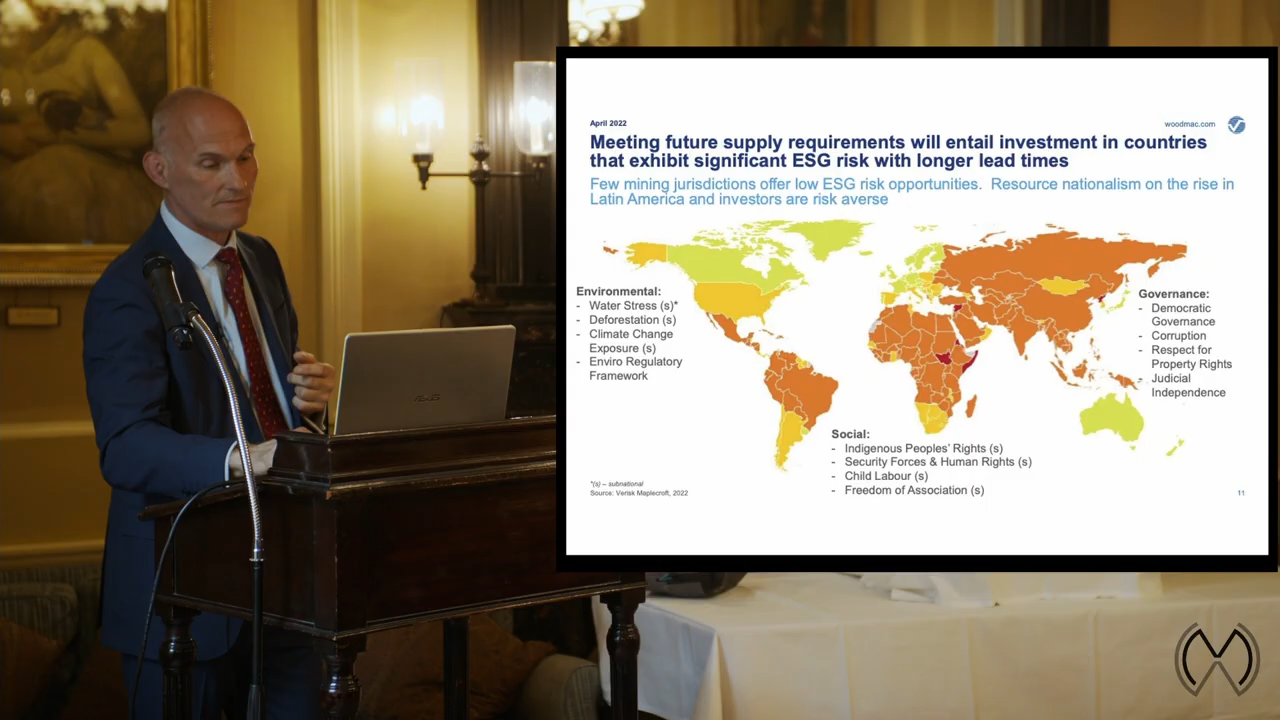 April 2022
woodmac.com
Meeting future supply requirements will entail investment in countries
that exhibit significant ESG risk with longer lead times
Few mining jurisdictions offer low ESG risk opportunities. Resource nationalism on the rise in
Latin America and investors are risk averse
Environmental:
- Water Stress (s)*
- Deforestation (s)
- Climate Change
Exposure (s)
- Enviro Regulatory
Framework
Governance:
- Democratic
Governance
- Corruption
- Respect for
Property Rights
- Judicial
Independence
Social:
- Indigenous Peoples' Rights (s)
- Security Forces & Human Rights (s)
- Child Labour (s)
- Freedom of Association (s)
*(s) – subnational
Source: Verisk Maplecroft, 2022
11
ASUS